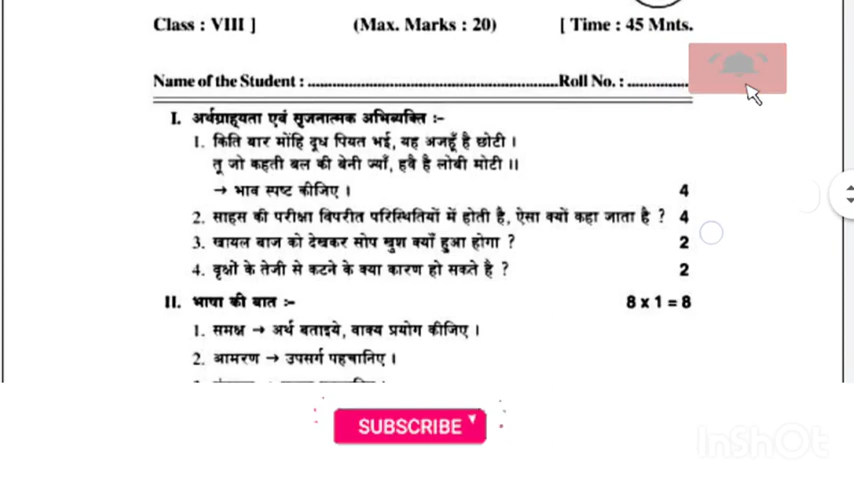 Class : VIII ] (Max. Marks : 20) [ Time : 45 Mnts.
Name of the Student : ........................................................ Roll No. : ...............
I. अर्थग्राह्यता एवं सृजनात्मक अभिव्यक्ति :-
1. किति बार मोंहि दूध पियत भई, यह अजहूँ है छोटी ।
तू जो कहती बल की बेनी ज्यों, हवै है लोबी मोटी ।।
→ भाव स्पष्ट कीजिए । 4
2. साहस की परीक्षा विपरीत परिस्थितियों में होती है, ऐसा क्यों कहा जाता है ? 4
3. खायल बाज को देखकर सोप खुश क्यों हुआ होगा ? 2
4. वृक्षों के तेजी से कटने के क्या कारण हो सकते है ? 2
II. भाषा की बात :- 8 x 1 = 8
1. समक्ष → अर्थ बताइये, वाक्य प्रयोग कीजिए ।
2. आमरण → उपसर्ग पहचानिए ।
SUBSCRIBE
InShOt